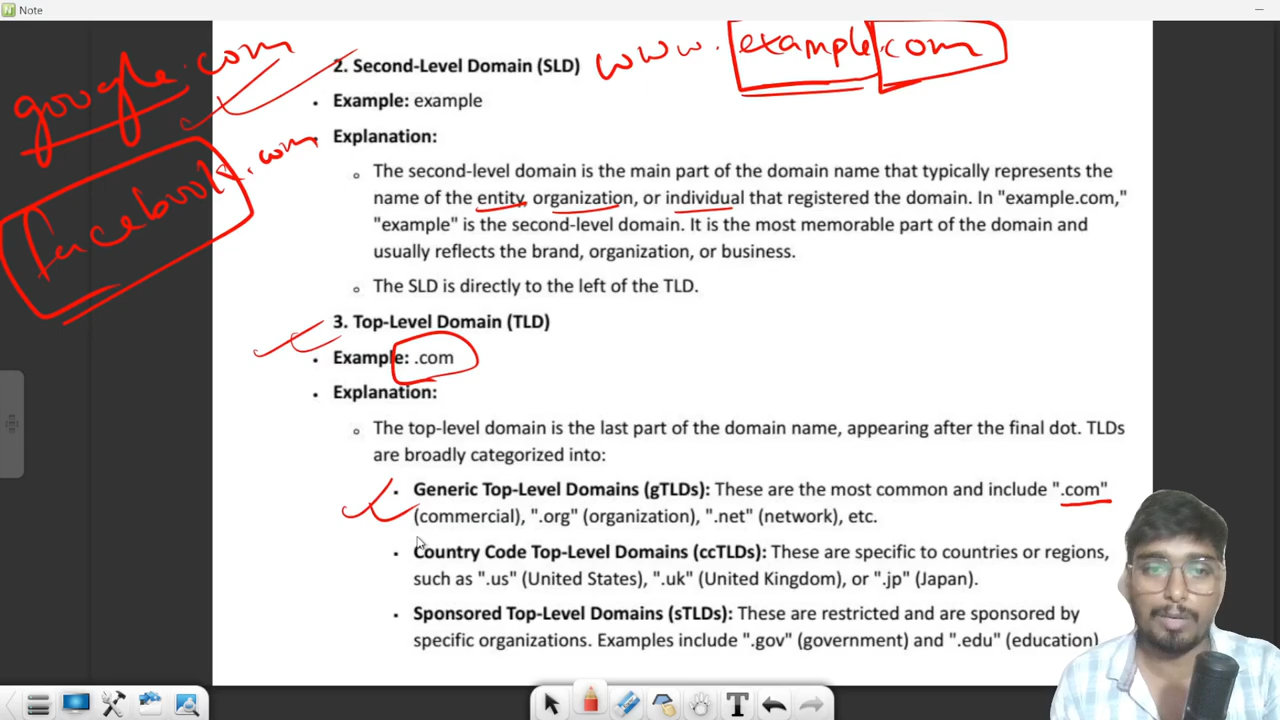 Note
google.com
facebook.com
www.example.com
2. Second-Level Domain (SLD)
Example: example
Explanation:
The second-level domain is the main part of the domain name that typically represents the
name of the entity, organization, or individual that registered the domain. In "example.com,"
"example" is the second-level domain. It is the most memorable part of the domain and
usually reflects the brand, organization, or business.
The SLD is directly to the left of the TLD.
3. Top-Level Domain (TLD)
Example: .com
Explanation:
The top-level domain is the last part of the domain name, appearing after the final dot. TLDs
are broadly categorized into:
Generic Top-Level Domains (gTLDs): These are the most common and include ".com"
(commercial), ".org" (organization), ".net" (network), etc.
Country Code Top-Level Domains (ccTLDs): These are specific to countries or regions,
such as ".us" (United States), ".uk" (United Kingdom), or ".jp" (Japan).
Sponsored Top-Level Domains (sTLDs): These are restricted and are sponsored by
specific organizations. Examples include ".gov" (government) and ".edu" (education)
T